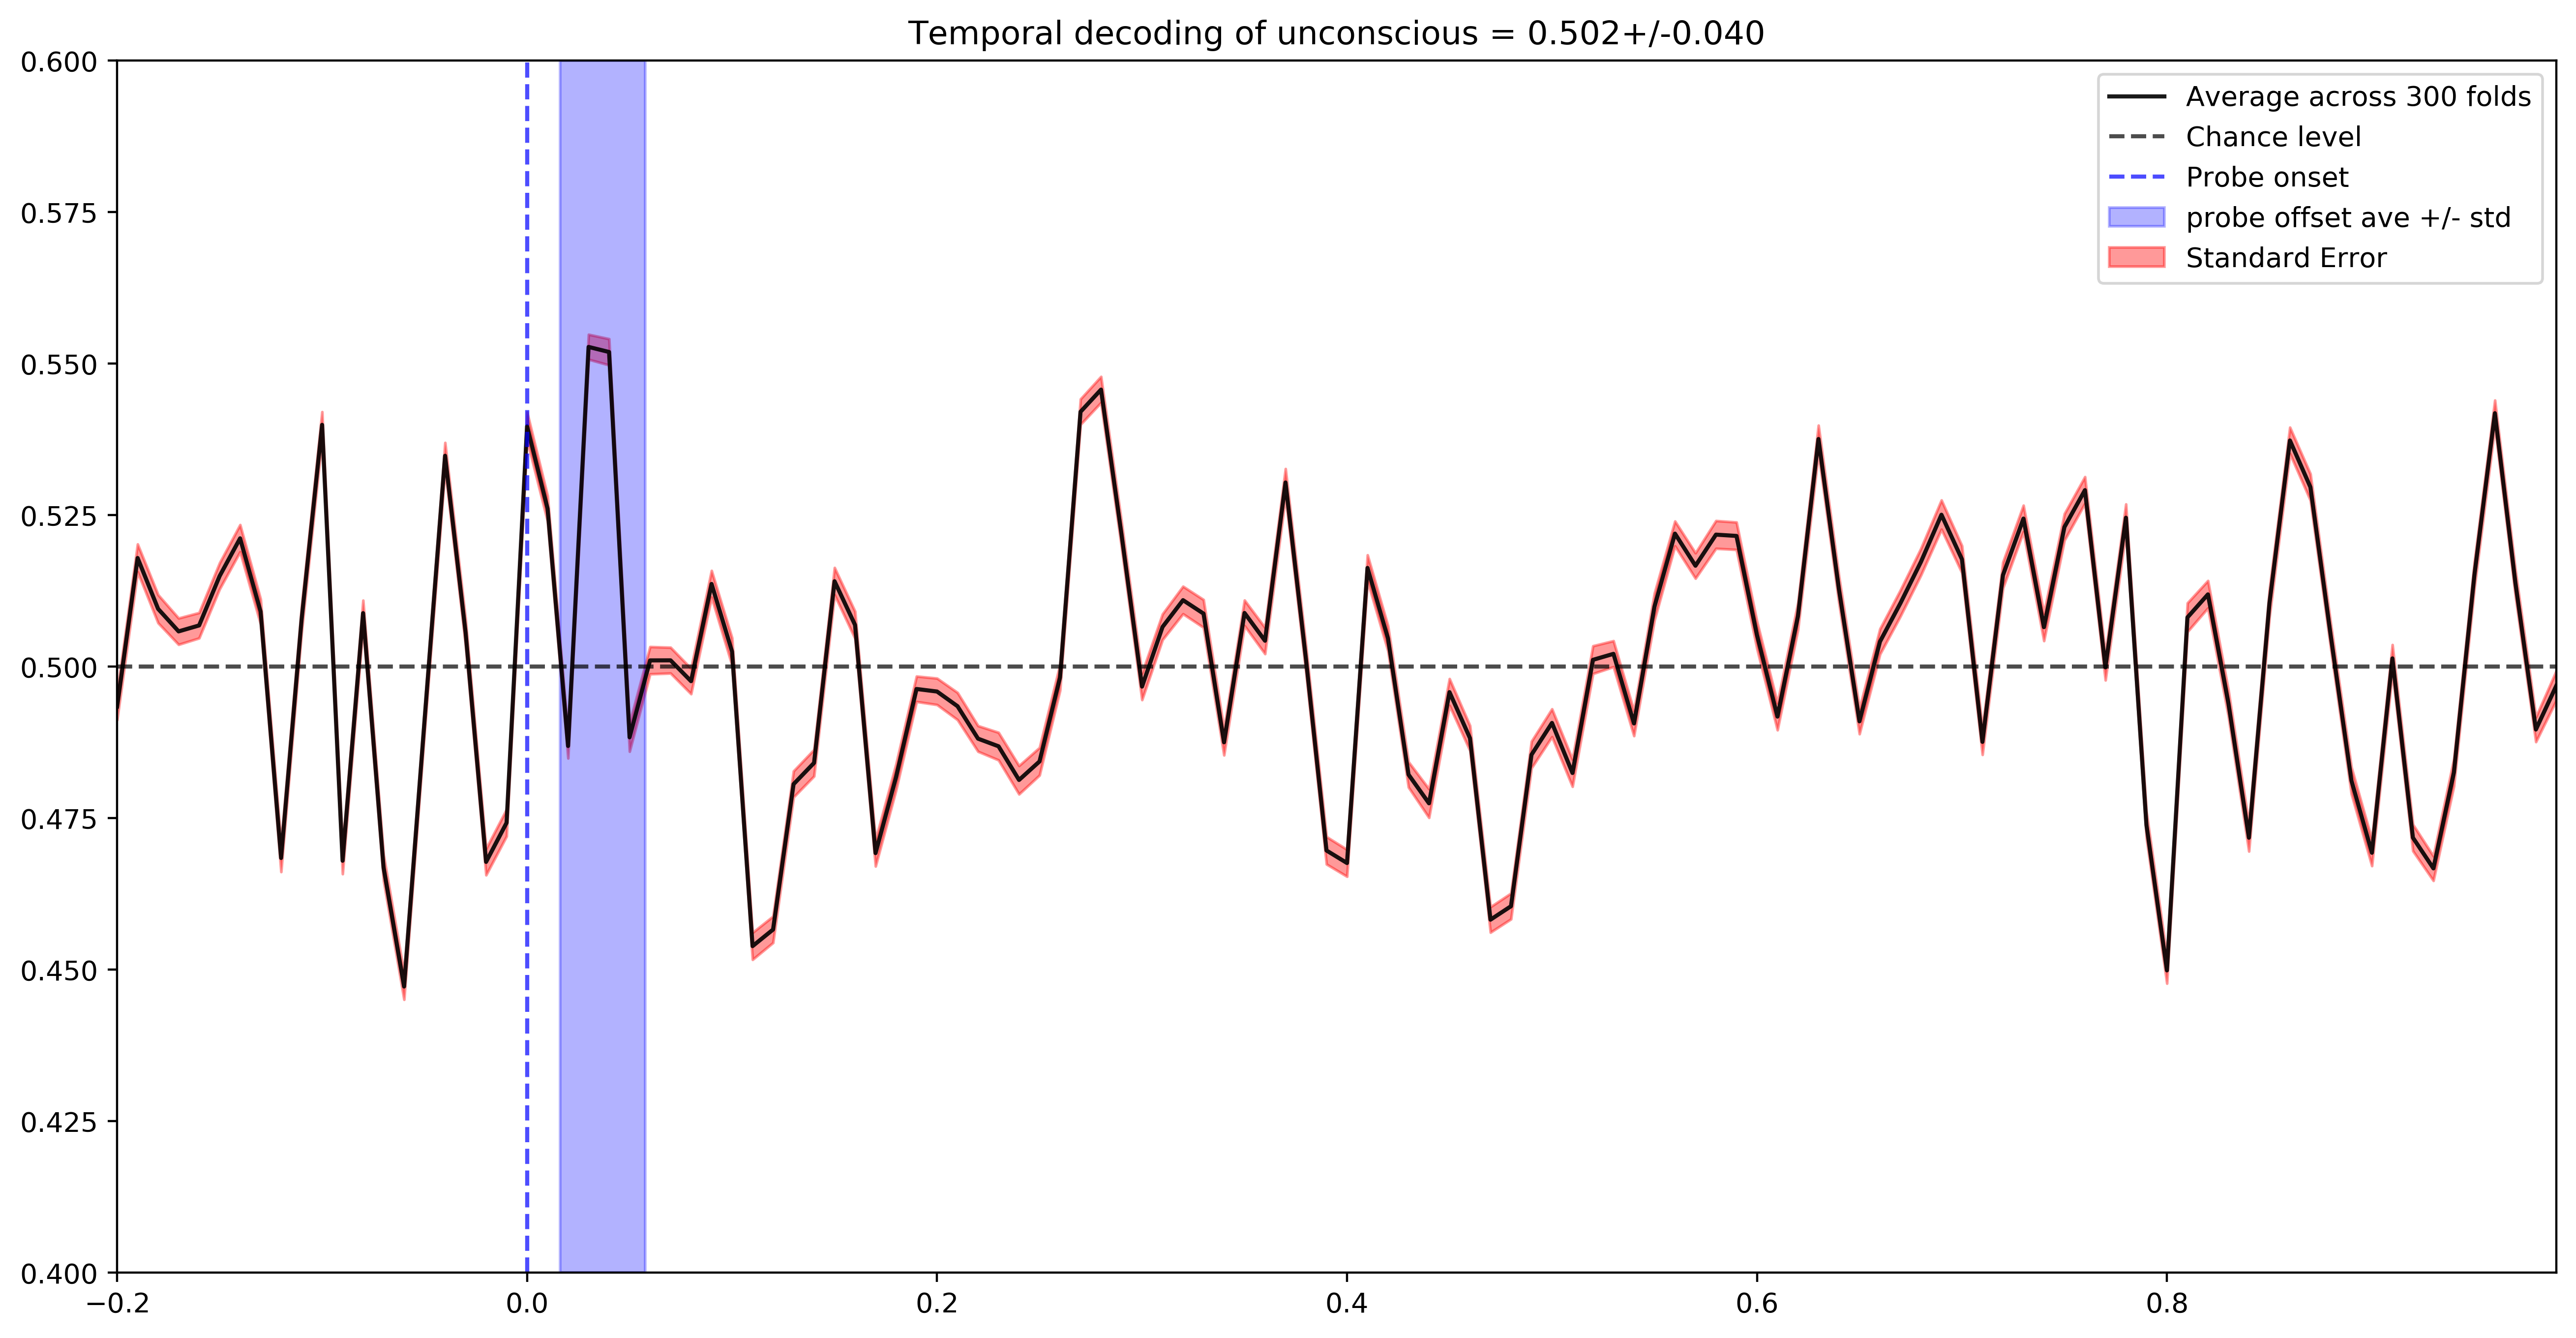 Temporal decoding of unconscious = 0.502+/-0.040
0.600
0.575
0.550
0.525
0.500
0.475
0.450
0.425
0.400
−0.2
0.0
0.2
0.4
0.6
0.8
Average across 300 folds
Chance level
Probe onset
probe offset ave +/- std
Standard Error